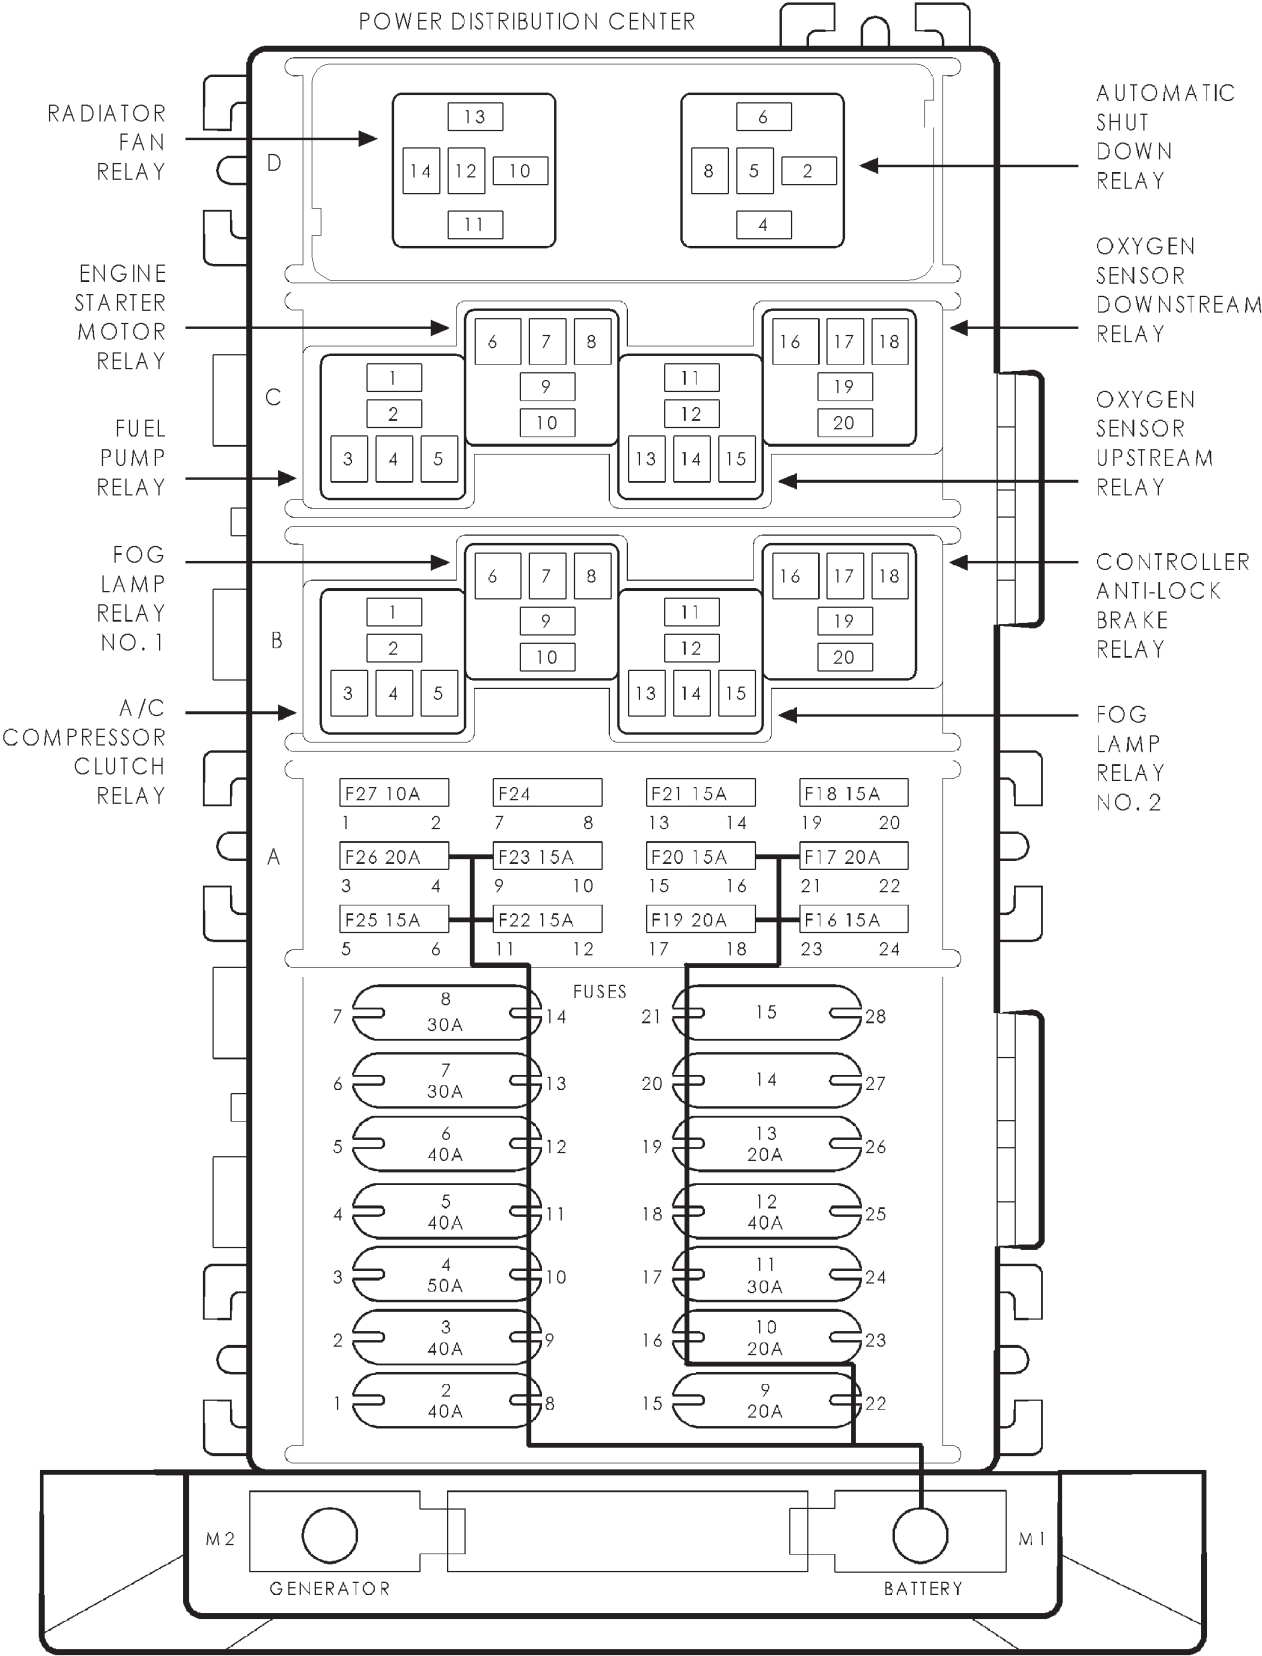 POWER DISTRIBUTION CENTER
RADIATOR
FAN
RELAY
AUTOMATIC
SHUT
DOWN
RELAY
D
13
14 12 10
11
6
8 5 2
4
ENGINE
STARTER
MOTOR
RELAY
OXYGEN
SENSOR
DOWNSTREAM
RELAY
C
FUEL
PUMP
RELAY
OXYGEN
SENSOR
UPSTREAM
RELAY
1
2
3 4 5
6 7 8
9
10
11
12
13 14 15
16 17 18
19
20
FOG
LAMP
RELAY
NO. 1
CONTROLLER
ANTI-LOCK
BRAKE
RELAY
B
A/C
COMPRESSOR
CLUTCH
RELAY
FOG
LAMP
RELAY
NO. 2
1
2
3 4 5
6 7 8
9
10
11
12
13 14 15
16 17 18
19
20
A
F27 10A F24 F21 15A F18 15A
1 2 7 8 13 14 19 20
F26 20A F23 15A F20 15A F17 20A
3 4 9 10 15 16 21 22
F25 15A F22 15A F19 20A F16 15A
5 6 11 12 17 18 23 24
FUSES
7 8 30A 14 21 15 28
6 7 30A 13 20 14 27
5 6 40A 12 19 13 20A 26
4 5 40A 11 18 12 40A 25
3 4 50A 10 17 11 30A 24
2 3 40A 9 16 10 20A 23
1 2 40A 8 15 9 20A 22
M2
GENERATOR
M1
BATTERY